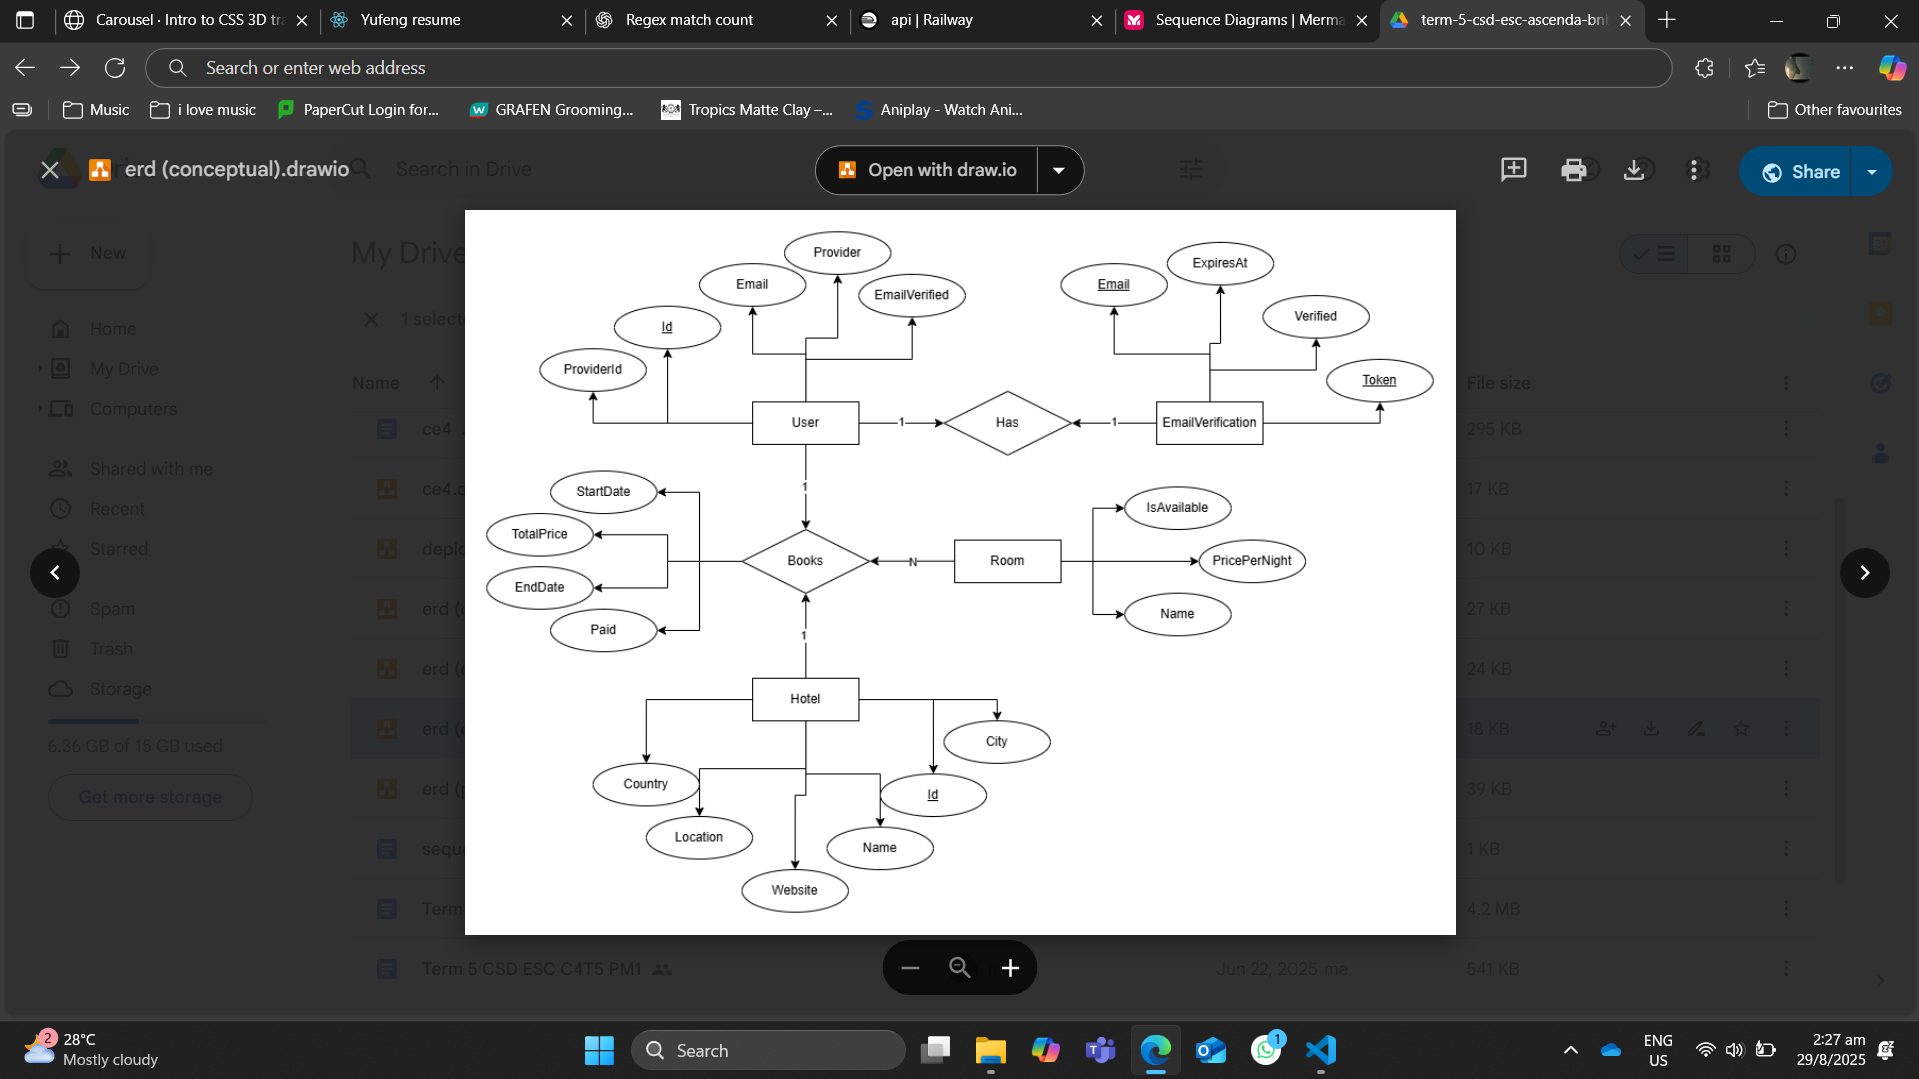 Carousel · Intro to CSS 3D tra
Yufeng resume
Regex match count
api | Railway
Sequence Diagrams | Merma
term-5-csd-esc-ascenda-bnl
Search or enter web address
Music
i love music
PaperCut Login for...
GRAFEN Grooming...
Tropics Matte Clay –...
Aniplay - Watch Ani...
Other favourites
erd (conceptual).drawio
Search in Drive
Open with draw.io
Share
New
My Drive
Home
My Drive
Computers
Shared with me
Recent
Starred
Spam
Trash
Storage
6.36 GB of 15 GB used
Get more storage
1 selecte
Name
File size
ce4
295 KB
ce4.d
17 KB
deplo
10 KB
erd (
27 KB
erd (
24 KB
erd (
18 KB
erd (
39 KB
sequ
1 KB
Term
4.2 MB
Term 5 CSD ESC C4T5 PM1
Jun 22, 2025 me
541 KB
Provider
Email
EmailVerified
Id
ProviderId
User
1
Has
1
EmailVerification
Email
ExpiresAt
Verified
Token
1
StartDate
TotalPrice
EndDate
Paid
Books
N
Room
IsAvailable
PricePerNight
Name
1
Hotel
City
Country
Id
Location
Name
Website
2
28°C
Mostly cloudy
Search
1
ENG
US
2:27 am
29/8/2025